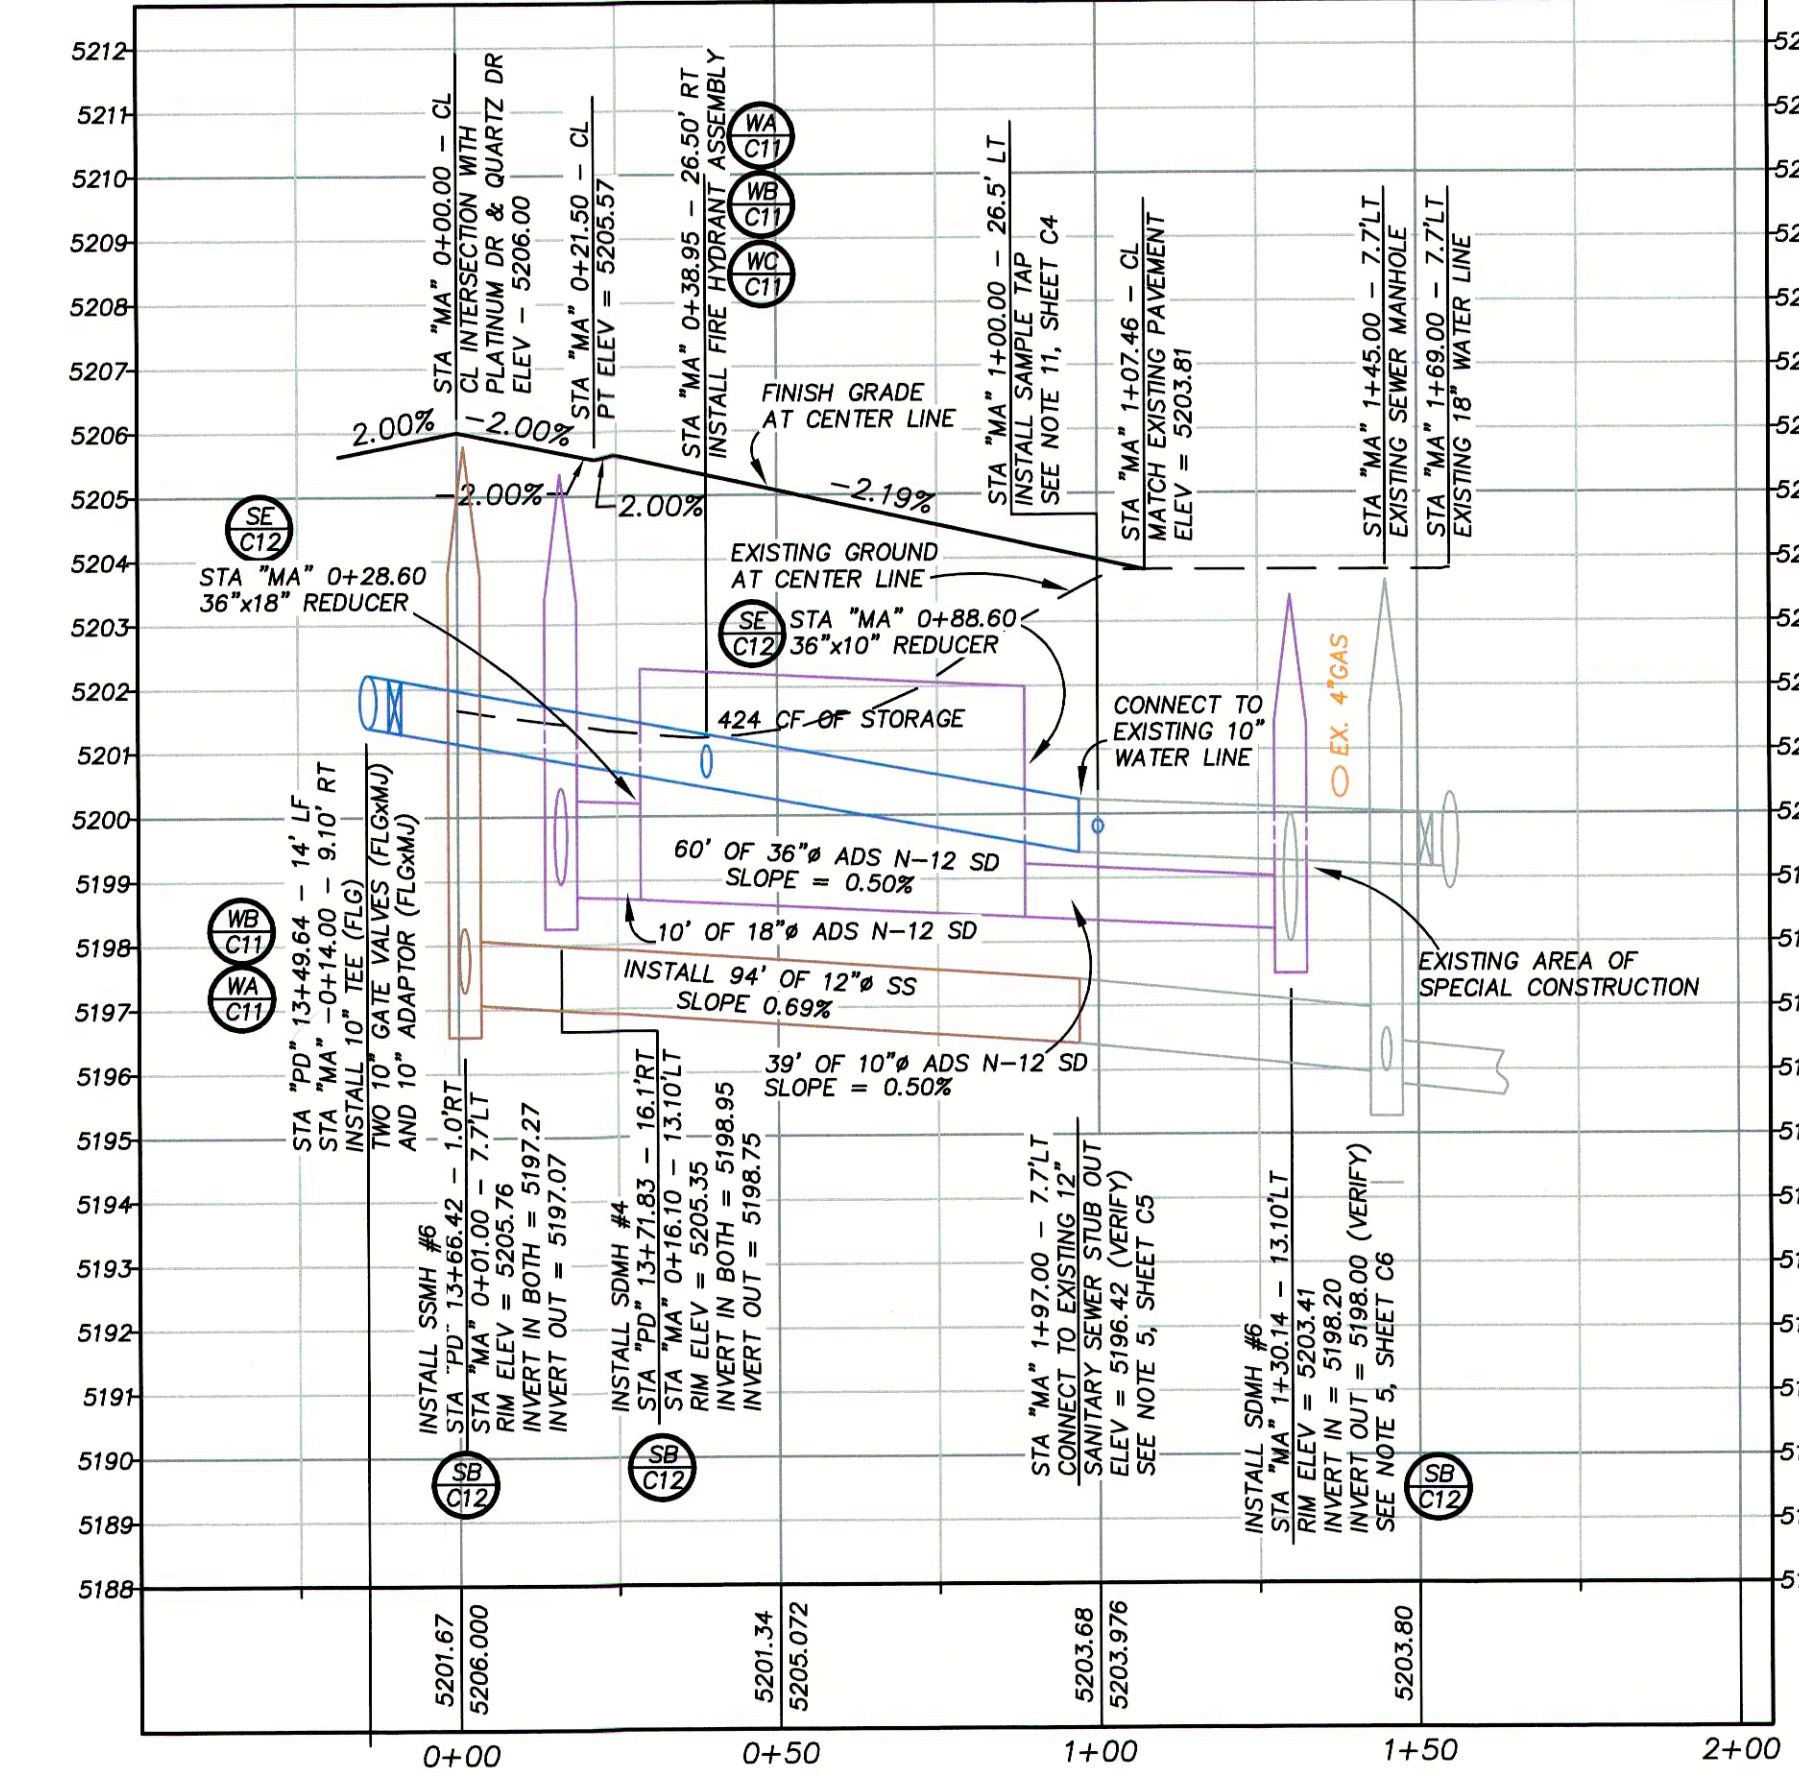 5212
5211
5210
5209
5208
5207
5206
5205
5204
5203
5202
5201
5200
5199
5198
5197
5196
5195
5194
5193
5192
5191
5190
5189
5188
STA "MA" 0+00.00 - CL
CL INTERSECTION WITH
PLATINUM DR & QUARTZ DR
ELEV - 5206.00
STA "MA" 0+21.50 - CL
PT ELEV = 5205.57
STA "MA" 0+38.95 - 26.50' RT
INSTALL FIRE HYDRANT ASSEMBLY
WA
C11
WB
C11
WC
C11
STA "MA" 1+00.00 - 26.5' LT
INSTALL SAMPLE TAP
SEE NOTE 11, SHEET C4
STA "MA" 1+07.46 - CL
MATCH EXISTING PAVEMENT
ELEV = 5203.81
STA "MA" 1+45.00 - 7.7'LT
EXISTING SEWER MANHOLE
STA "MA" 1+69.00 - 7.7'LT
EXISTING 18" WATER LINE
2.00%
-2.00%
-2.00%
2.00%
FINISH GRADE
AT CENTER LINE
-2.19%
SE
C12
STA "MA" 0+28.60
36"x18" REDUCER
EXISTING GROUND
AT CENTER LINE
SE
C12
STA "MA" 0+88.60
36"x10" REDUCER
424 CF OF STORAGE
CONNECT TO
EXISTING 10"
WATER LINE
EX. 4"GAS
60' OF 36"ø ADS N-12 SD
SLOPE = 0.50%
10' OF 18"ø ADS N-12 SD
INSTALL 94' OF 12"ø SS
SLOPE 0.69%
39' OF 10"ø ADS N-12 SD
SLOPE = 0.50%
EXISTING AREA OF
SPECIAL CONSTRUCTION
WB
C11
WA
C11
STA "PD" 13+49.64 - 14' LF
STA "MA" -0+14.00 - 9.10' RT
INSTALL 10" TEE (FLG)
TWO 10" GATE VALVES (FLGxMJ)
AND 10" ADAPTOR (FLGxMJ)
INSTALL SSMH #6
STA "PD" 13+66.42 - 1.0'RT
STA "MA" 0+01.00 - 7.7'LT
RIM ELEV = 5205.76
INVERT IN BOTH = 5197.27
INVERT OUT = 5197.07
SB
C12
INSTALL SDMH #4
STA "PD" 13+71.83 - 16.1'RT
STA "MA" 0+16.10 - 13.10'LT
RIM ELEV = 5205.35
INVERT IN BOTH = 5198.95
INVERT OUT = 5198.75
SB
C12
STA "MA" 1+97.00 - 7.7'LT
CONNECT TO EXISTING 12"
SANITARY SEWER STUB OUT
ELEV = 5196.42 (VERIFY)
SEE NOTE 5, SHEET C5
INSTALL SDMH #6
STA "MA" 1+30.14 - 13.10'LT
RIM ELEV = 5203.41
INVERT IN = 5198.20
INVERT OUT = 5198.00 (VERIFY)
SEE NOTE 5, SHEET C6
SB
C12
5201.67
5206.000
5201.34
5205.072
5203.68
5203.976
5203.80
0+00
0+50
1+00
1+50
2+00